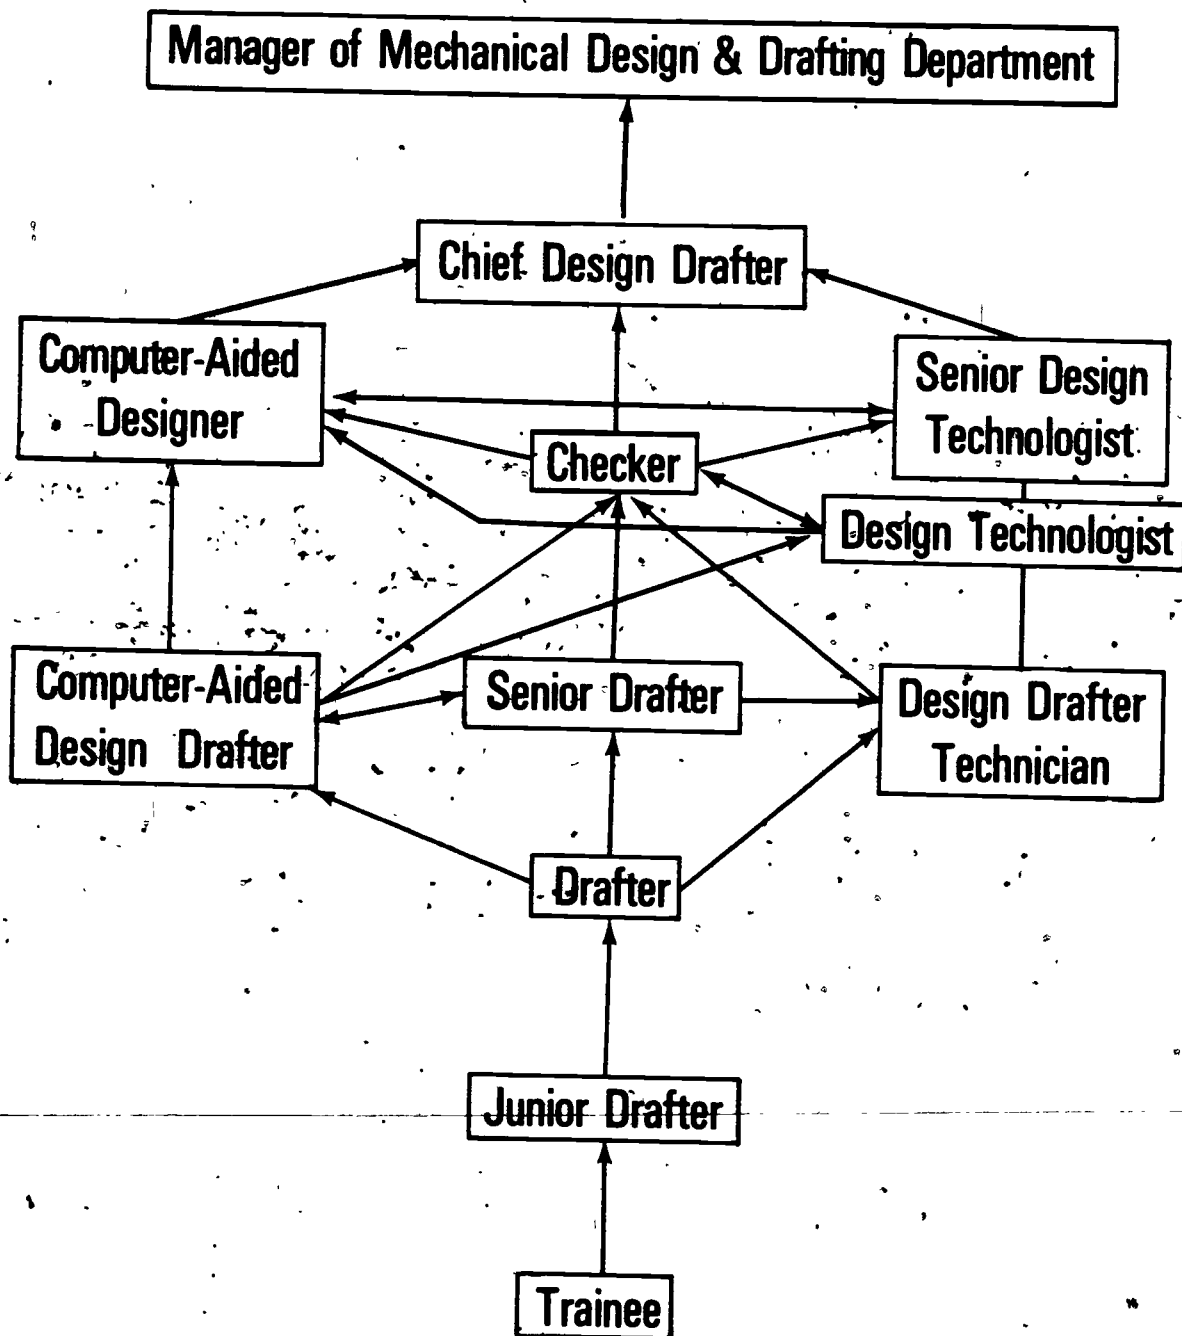 Manager of Mechanical Design & Drafting Department
Chief Design Drafter
Computer-Aided
Designer
Senior Design
Technologist
Checker
Design Technologist
Computer-Aided
Design Drafter
Senior Drafter
Design Drafter
Technician
Drafter
Junior Drafter
Trainee